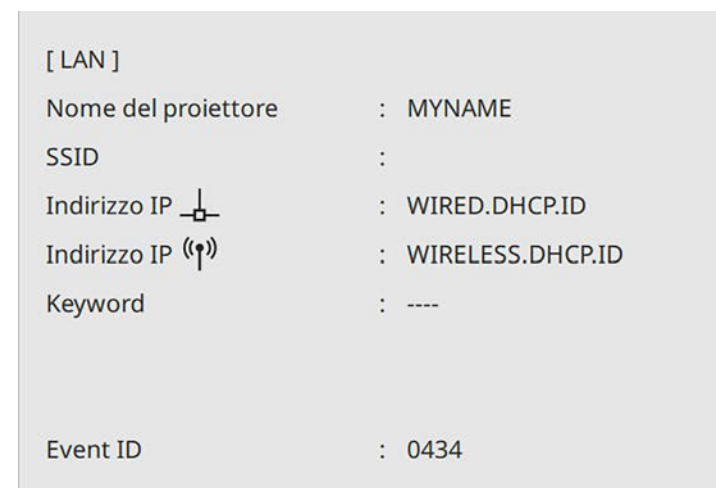 [ LAN ]
Nome del proiettore : MYNAME
SSID :
Indirizzo IP : WIRED.DHCP.ID
Indirizzo IP : WIRELESS.DHCP.ID
Keyword : ----
Event ID : 0434